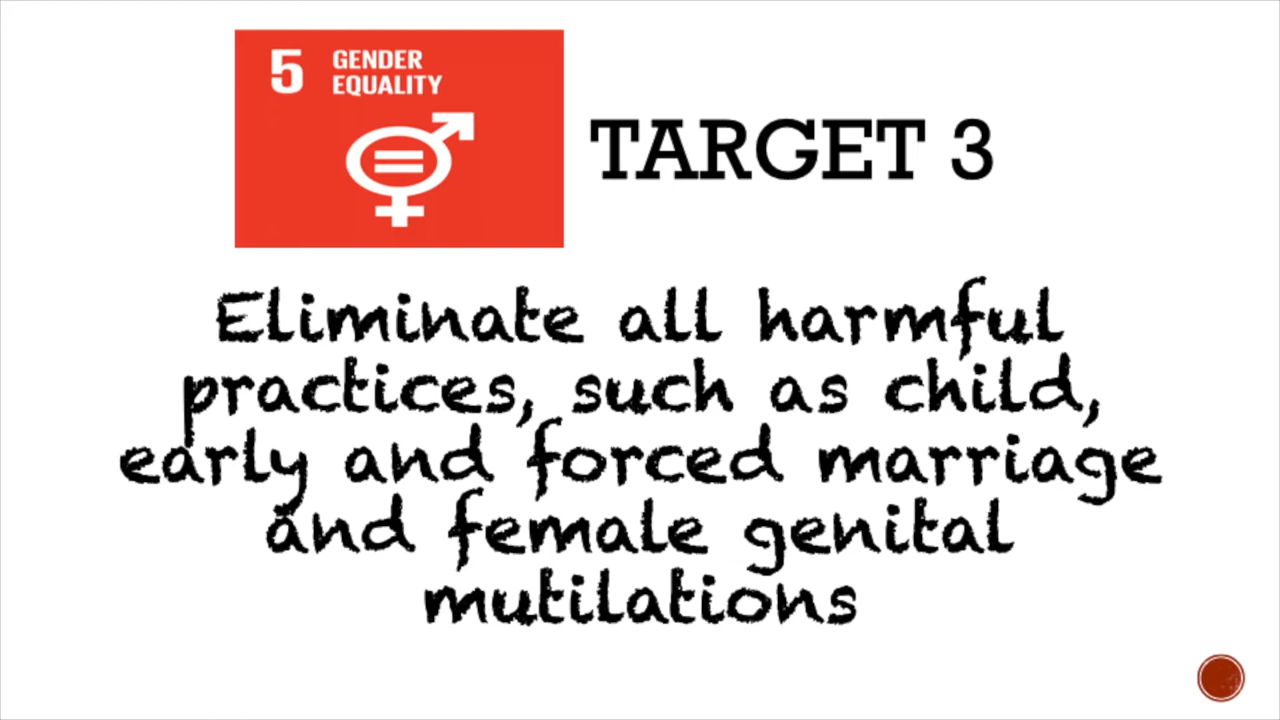 5 GENDER
EQUALITY
TARGET 3
Eliminate all harmful
practices, such as child,
early and forced marriage
and female genital
mutilations